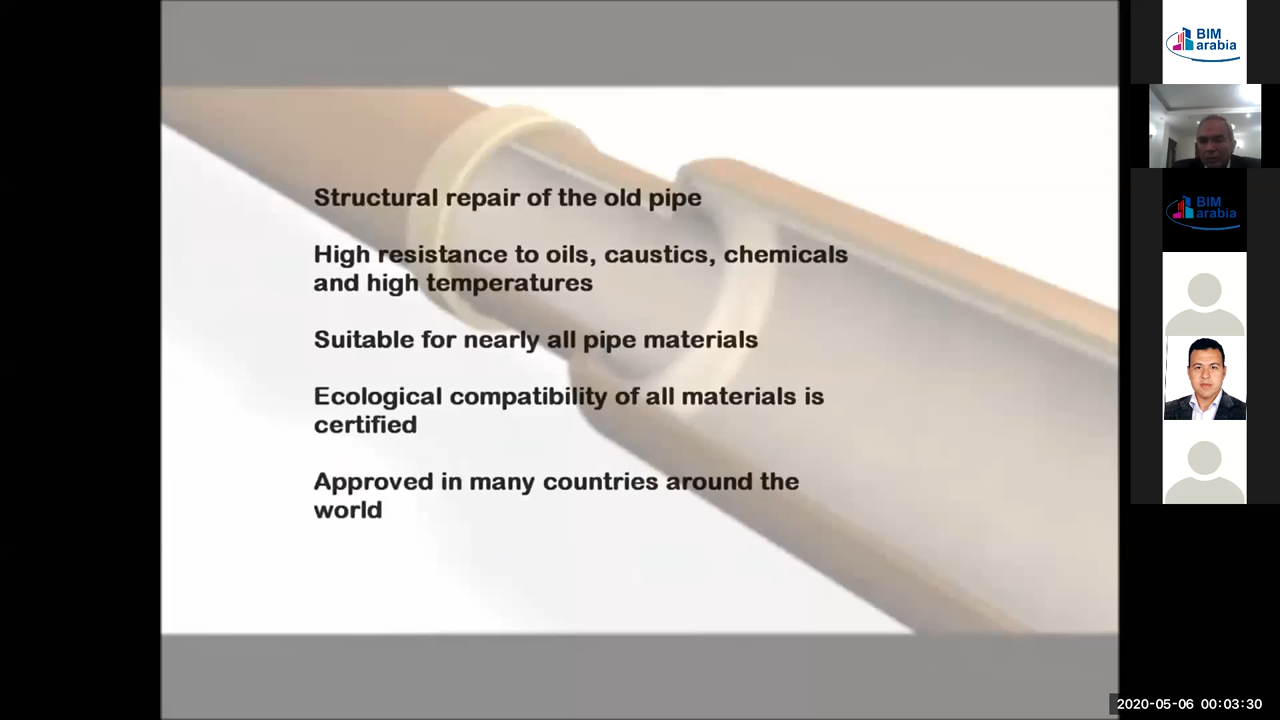 Structural repair of the old pipe
High resistance to oils, caustics, chemicals
and high temperatures
Suitable for nearly all pipe materials
Ecological compatibility of all materials is
certified
Approved in many countries around the
world
BIM
arabia
BIM
arabia
2020-05-06 00:03:30